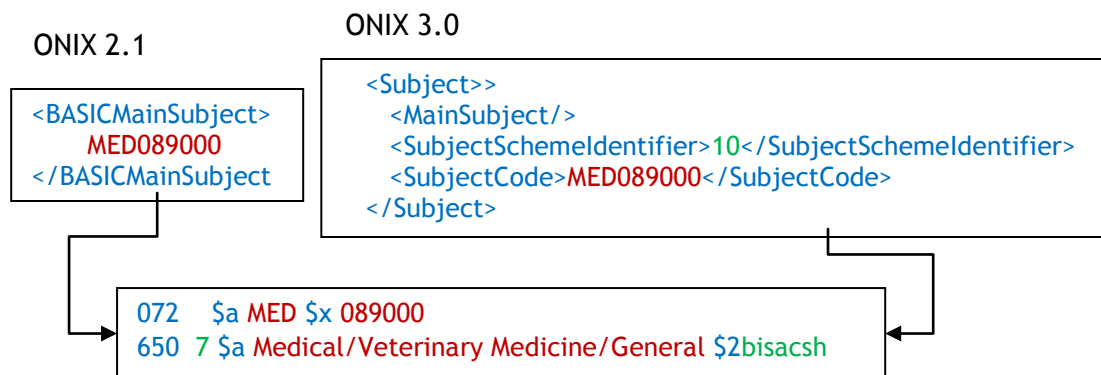 ONIX 2.1
<BASICMainSubject>
MED089000
</BASICMainSubject
ONIX 3.0
<Subject>>
<MainSubject/>
<SubjectSchemeIdentifier>10</SubjectSchemeIdentifier>
<SubjectCode>MED089000</SubjectCode>
</Subject>
072 $a MED $x 089000
650 7 $a Medical/Veterinary Medicine/General $2bisacsh